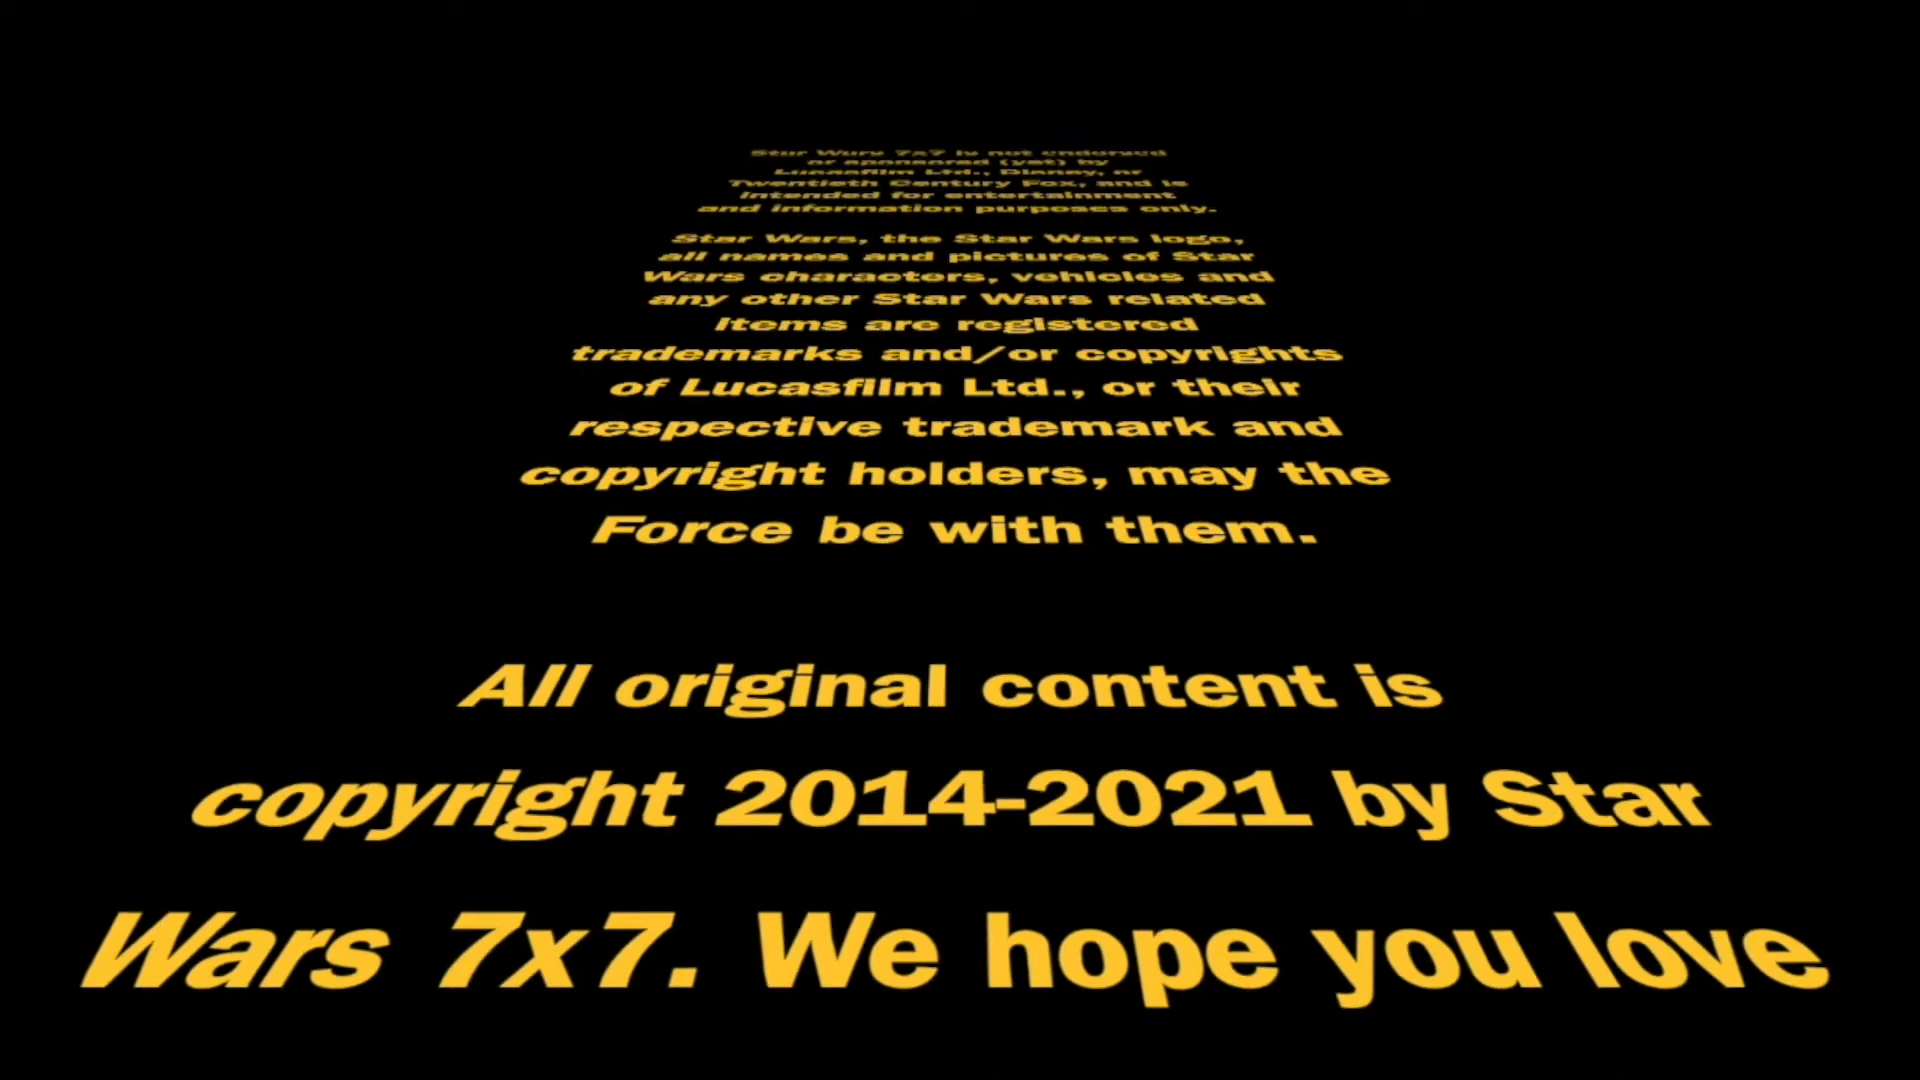 Star Wars 7x7 is not endorsed
or sponsored (yet) by
Lucasfilm Ltd., Disney, or
Twentieth Century Fox, and is
intended for entertainment
and information purposes only.
Star Wars, the Star Wars logo,
all names and pictures of Star
Wars characters, vehicles and
any other Star Wars related
items are registered
trademarks and/or copyrights
of Lucasfilm Ltd., or their
respective trademark and
copyright holders, may the
Force be with them.
All original content is
copyright 2014-2021 by Star
Wars 7x7. We hope you love